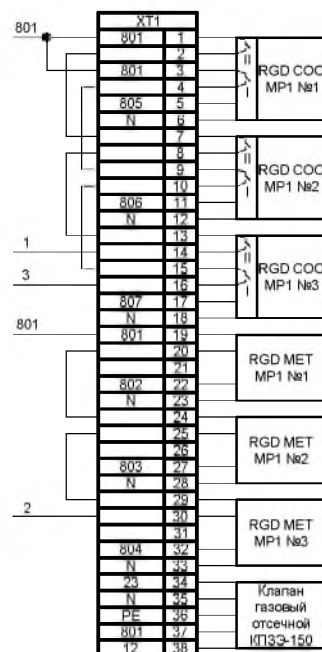 XT1
801
801 1
2
801 3
4
805 5
N 6
7
8
9
10
806 11
N 12
13
1
14
15
3
16
807 17
N 18
801
801 19
20
21
802 22
N 23
24
25
26
803 27
N 28
29
2
30
31
804 32
N 33
23 34
N 35
PE 36
801 37
12 38
II
I
RGD COC
MP1 №1
II
I
RGD COC
MP1 №2
II
I
RGD COC
MP1 №3
RGD MET
MP1 №1
RGD MET
MP1 №2
RGD MET
MP1 №3
Клапан
газовый
отсечной
КПЗЭ-150